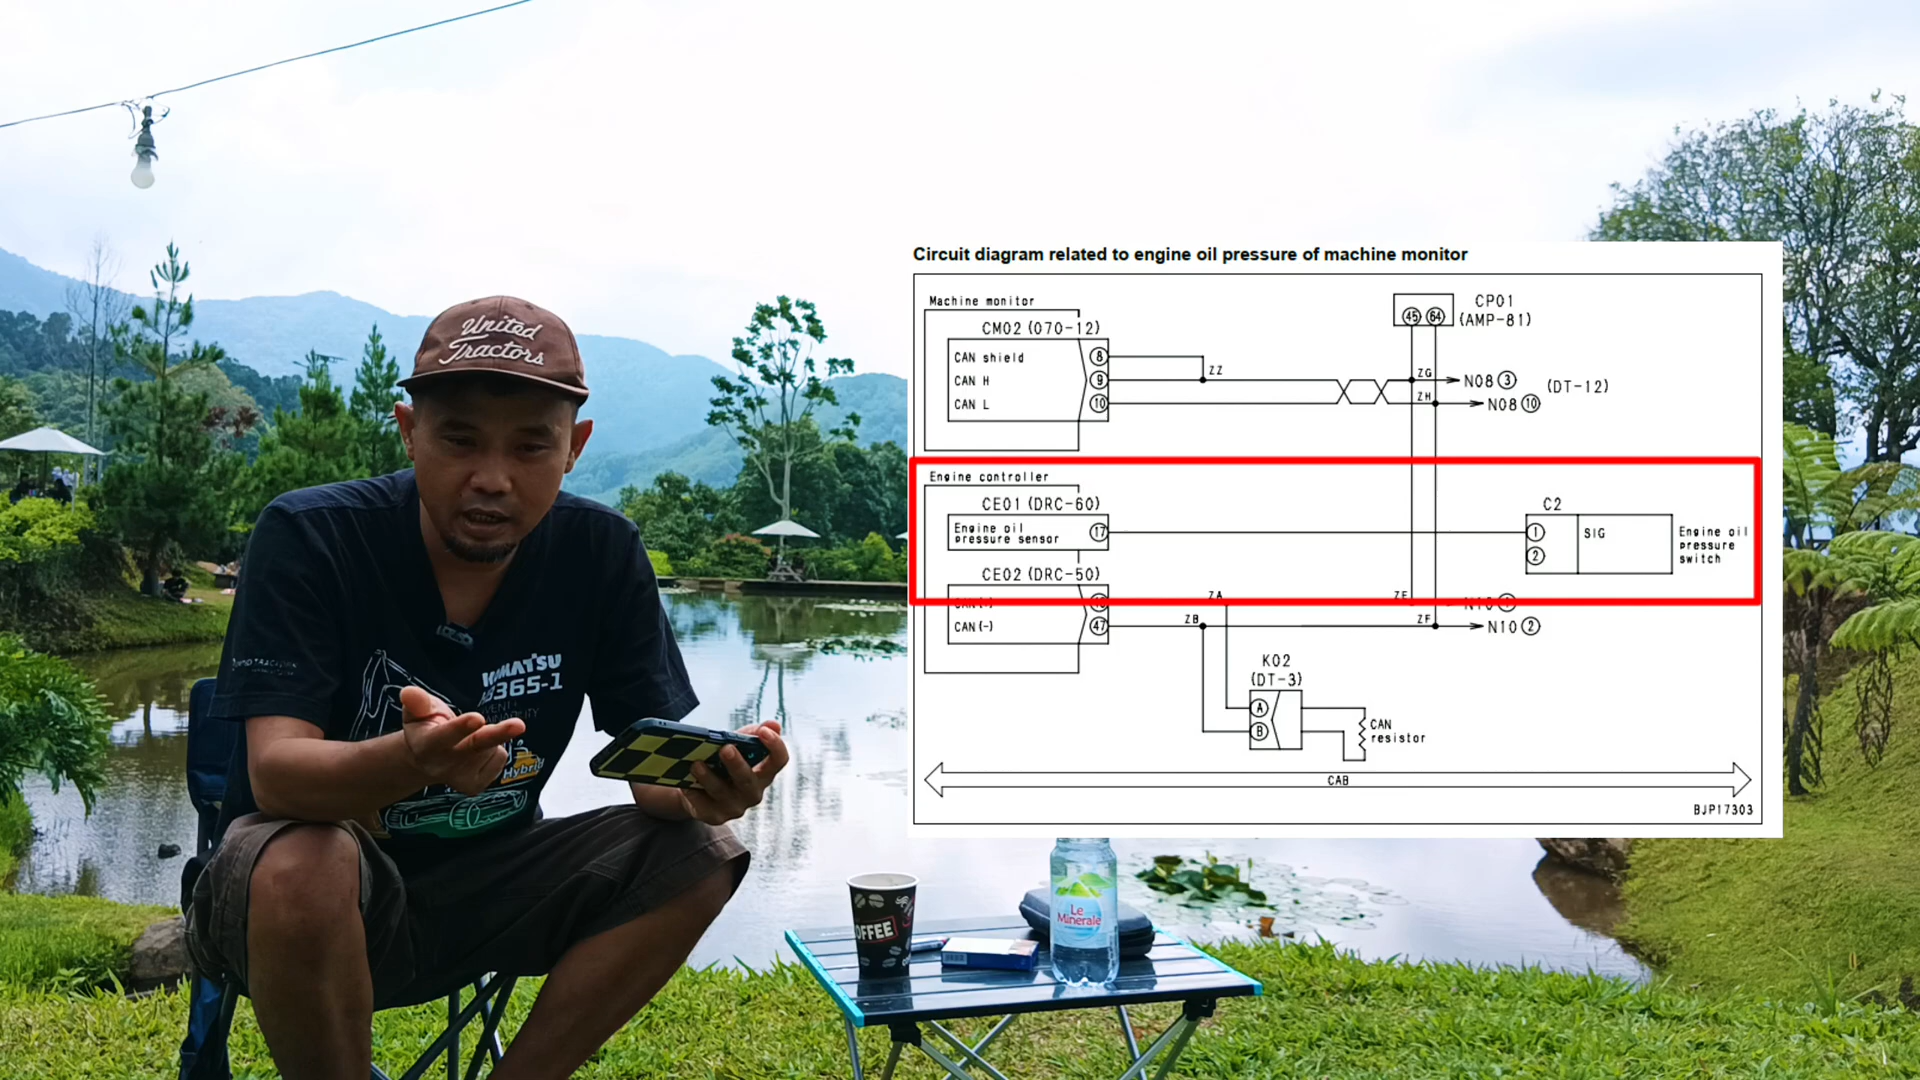 United
Tractors
KOMATSU
HB365-1
Hybrid
COFFEE
Le
Minerale
Circuit diagram related to engine oil pressure of machine monitor
Machine monitor
CM02 (070-12)
CAN shield
8
CAN H
9
CAN L
10
ZZ
CP01
(AMP-81)
45 64
ZG
N08 3
(DT-12)
ZH
N08 10
Engine controller
CE01 (DRC-60)
Engine oil
pressure sensor
17
C2
1
2
SIG
Engine oil
pressure
switch
CE02 (DRC-50)
ZA
CAN (-)
47
ZB
ZF
N10 2
K02
(DT-3)
A
B
CAN
resistor
CAB
BJP17303